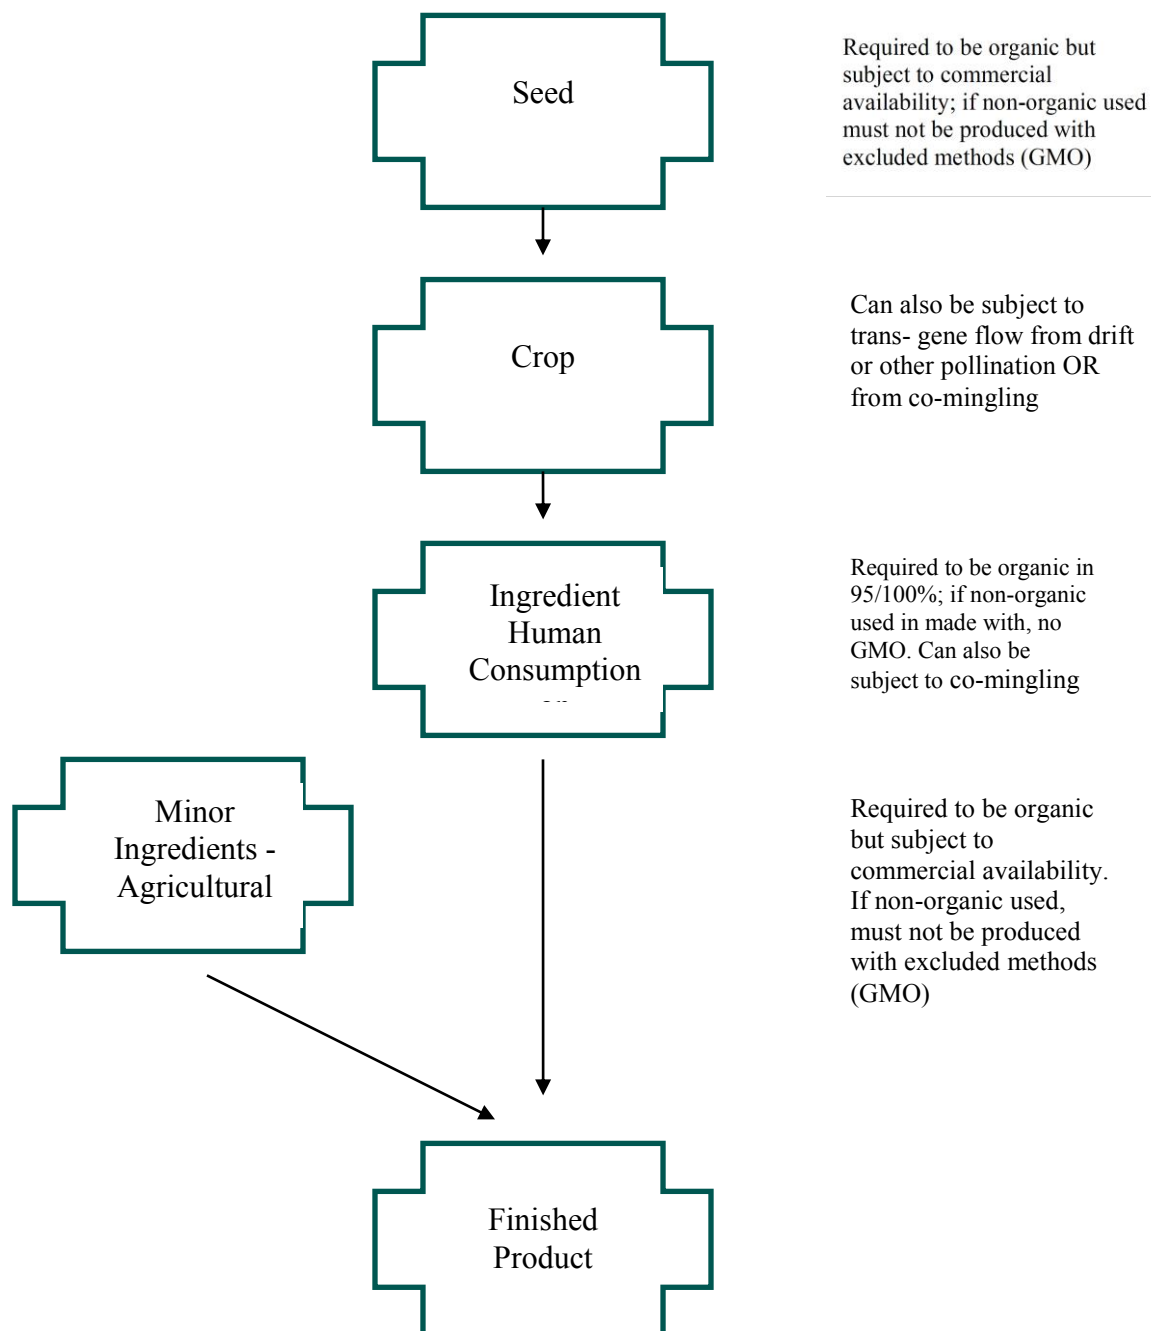 Seed
Required to be organic but
subject to commercial
availability; if non-organic used
must not be produced with
excluded methods (GMO)
Crop
Can also be subject to
trans- gene flow from drift
or other pollination OR
from co-mingling
Ingredient
Human
Consumption
Required to be organic in
95/100%; if non-organic
used in made with, no
GMO. Can also be
subject to co-mingling
Minor
Ingredients -
Agricultural
Required to be organic
but subject to
commercial availability.
If non-organic used,
must not be produced
with excluded methods
(GMO)
Finished
Product